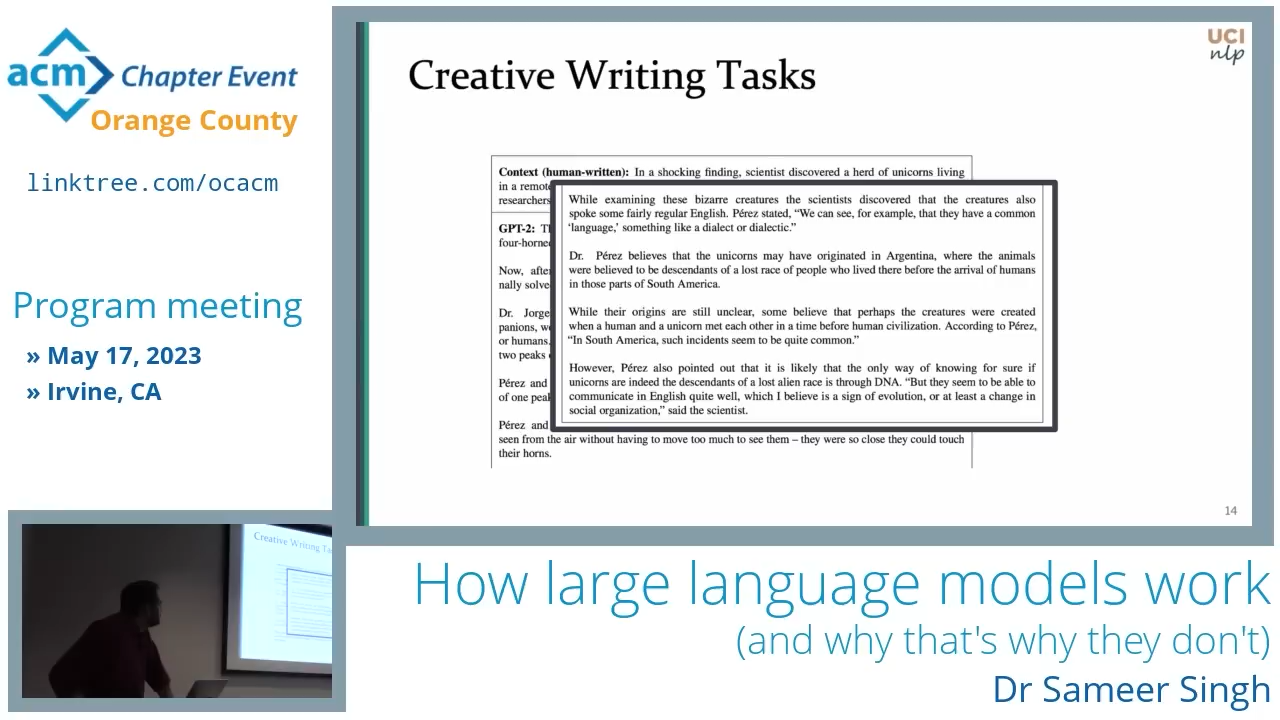 acm Chapter Event
Orange County
linktree.com/ocacm
Program meeting
» May 17, 2023
» Irvine, CA
UCI
nlp
Creative Writing Tasks
Context (human-written): In a shocking finding, scientist discovered a herd of unicorns living
in a remote
researchers
GPT-2:
four-horne
Now, afte
nally solve
Dr. Jorge
panions, we
or humans.
two peaks
Pérez and
of one peak
Pérez and
seen from the air without having to move too much to see them – they were so close they could touch
their horns.
While examining these bizarre creatures the scientists discovered that the creatures also
spoke some fairly regular English. Pérez stated, “We can see, for example, that they have a common
‘language,’ something like a dialect or dialectic.”
Dr. Pérez believes that the unicorns may have originated in Argentina, where the animals
were believed to be descendants of a lost race of people who lived there before the arrival of humans
in those parts of South America.
While their origins are still unclear, some believe that perhaps the creatures were created
when a human and a unicorn met each other in a time before human civilization. According to Pérez,
“In South America, such incidents seem to be quite common.”
However, Pérez also pointed out that it is likely that the only way of knowing for sure if
unicorns are indeed the descendants of a lost alien race is through DNA. “But they seem to be able to
communicate in English quite well, which I believe is a sign of evolution, or at least a change in
social organization,” said the scientist.
14
Creative Writing Ta
How large language models work
(and why that's why they don't)
Dr Sameer Singh